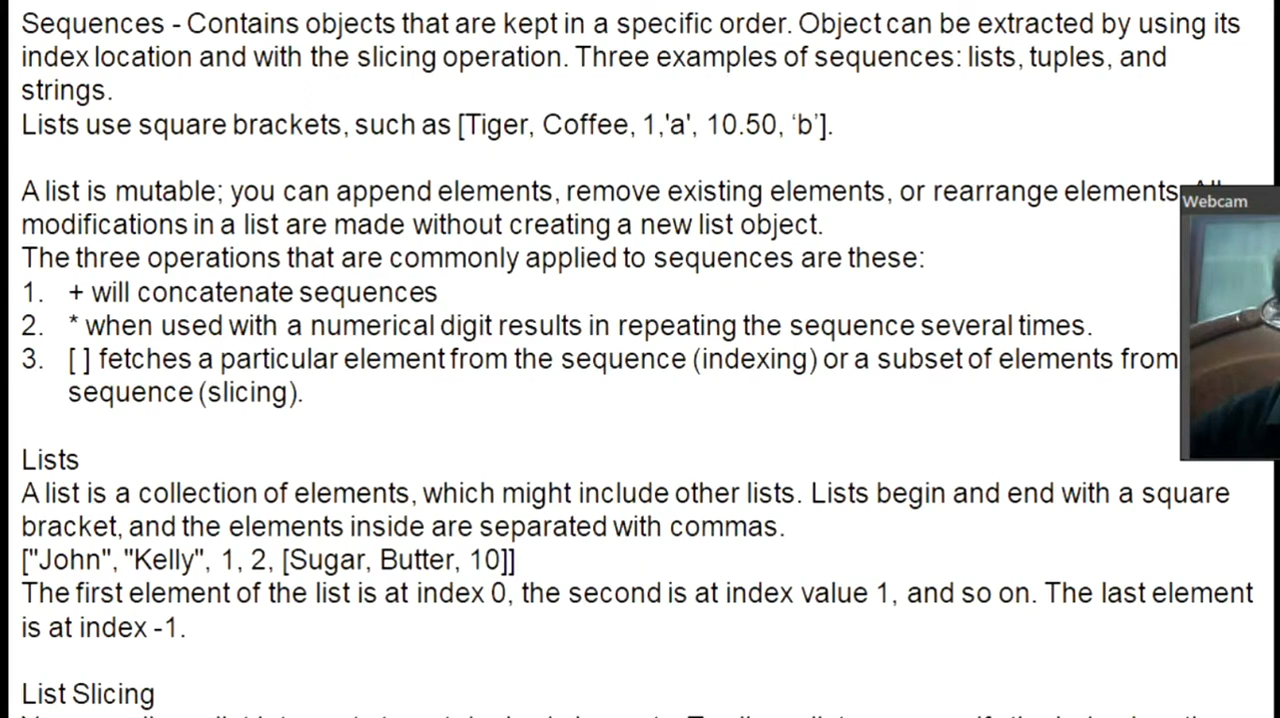 Sequences - Contains objects that are kept in a specific order. Object can be extracted by using its
index location and with the slicing operation. Three examples of sequences: lists, tuples, and
strings.
Lists use square brackets, such as [Tiger, Coffee, 1,'a', 10.50, ‘b’].
A list is mutable; you can append elements, remove existing elements, or rearrange elements.
modifications in a list are made without creating a new list object.
The three operations that are commonly applied to sequences are these:
1. + will concatenate sequences
2. * when used with a numerical digit results in repeating the sequence several times.
3. [ ] fetches a particular element from the sequence (indexing) or a subset of elements from
sequence (slicing).
Webcam
Lists
A list is a collection of elements, which might include other lists. Lists begin and end with a square
bracket, and the elements inside are separated with commas.
["John", "Kelly", 1, 2, [Sugar, Butter, 10]]
The first element of the list is at index 0, the second is at index value 1, and so on. The last element
is at index -1.
List Slicing